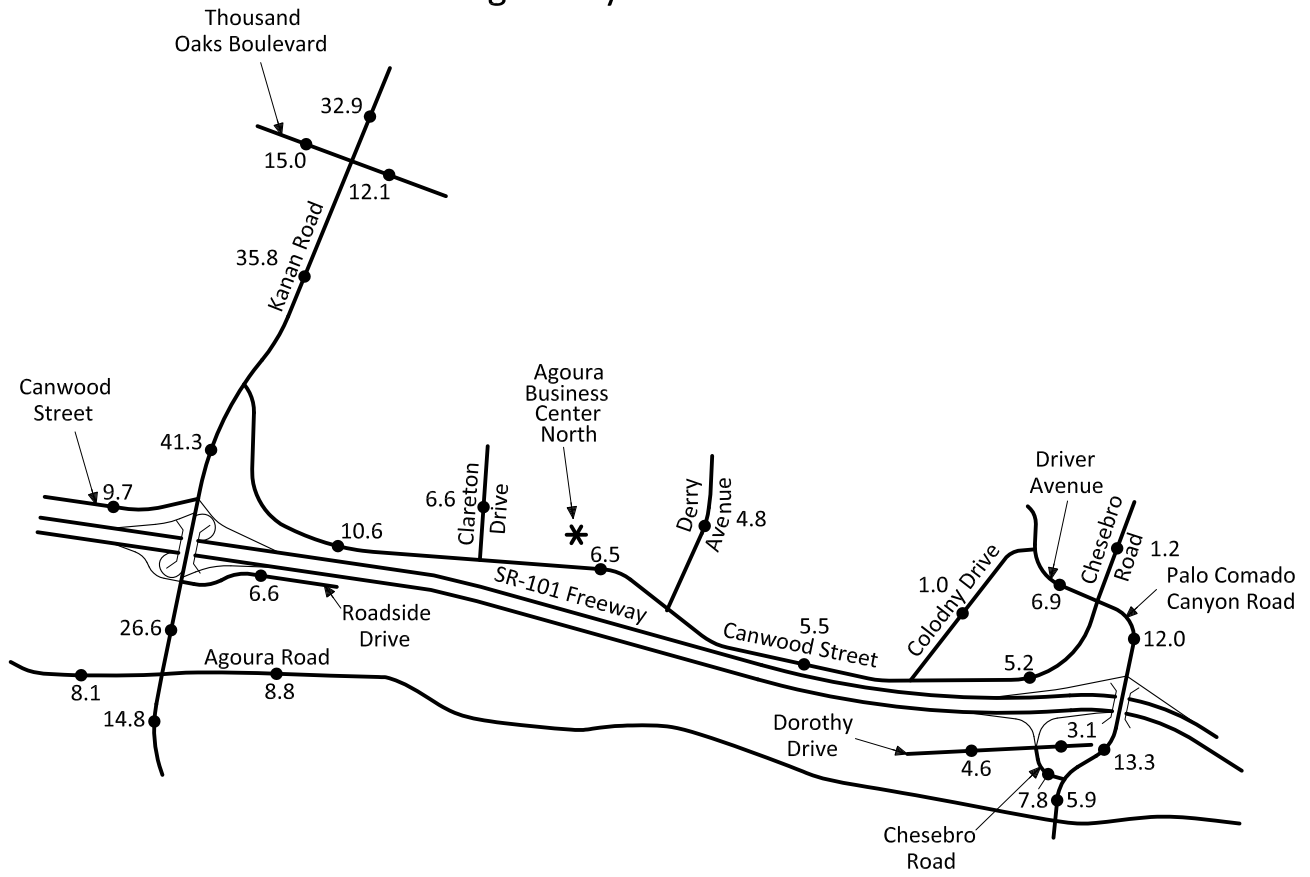 Thousand
Oaks Boulevard
32.9
15.0
12.1
Kanan Road
35.8
Canwood
Street
41.3
9.7
Agoura
Business
Center
North
10.6
6.6
Clareton
Drive
6.5
Derry
Avenue
4.8
SR-101 Freeway
6.6
Roadside
Drive
26.6
Agoura Road
8.1
8.8
14.8
5.5
Canwood Street
Driver
Avenue
Chesebro
Road
1.2
Palo Comado
Canyon Road
1.0
Colodny Drive
6.9
12.0
5.2
Dorothy
Drive
4.6
3.1
13.3
7.8
5.9
Chesebro
Road